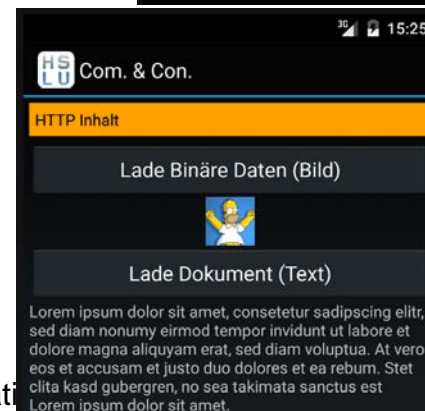 3G 15:25
HS
LU
Com. & Con.
HTTP Inhalt
Lade Binäre Daten (Bild)
Lade Dokument (Text)
Lorem ipsum dolor sit amet, consetetur sadipscing elitr,
sed diam nonumy eirmod tempor invidunt ut labore et
dolore magna aliquyam erat, sed diam voluptua. At vero
eos et accusam et justo duo dolores et ea rebum. Stet
clita kasd gubergren, no sea takimata sanctus est
Lorem ipsum dolor sit amet.